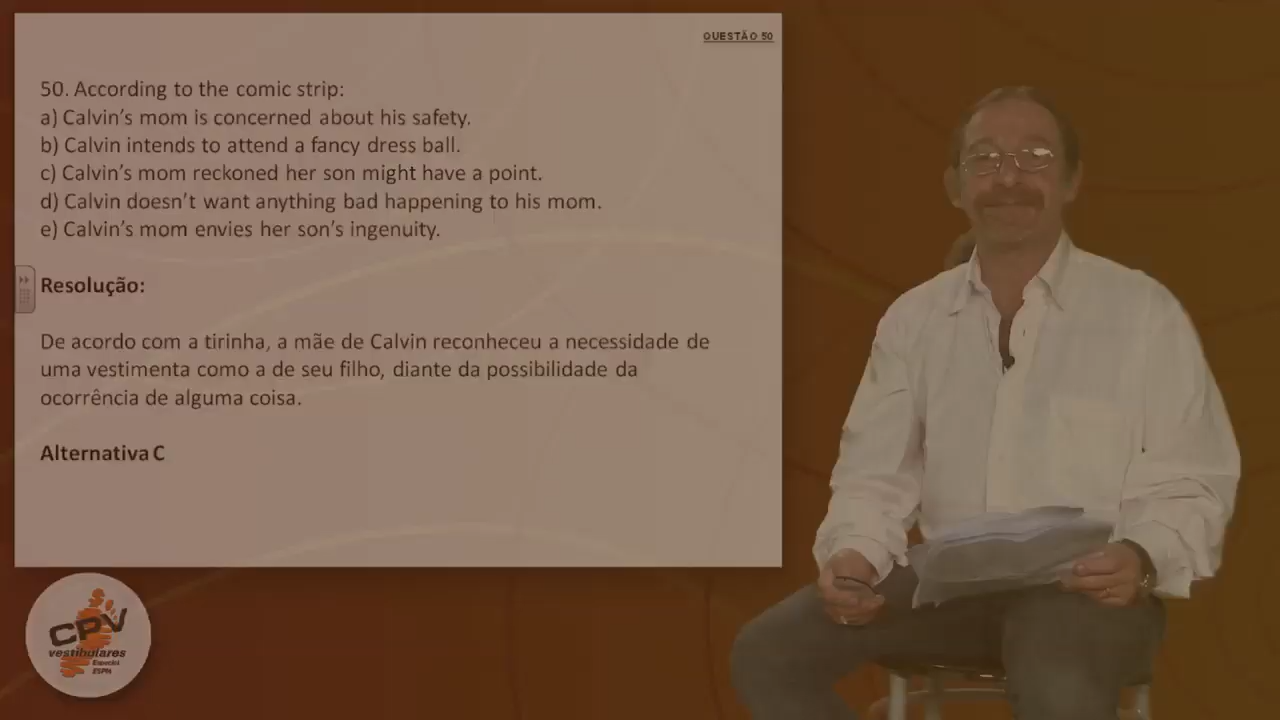 QUESTÃO 50
50. According to the comic strip:
a) Calvin’s mom is concerned about his safety.
b) Calvin intends to attend a fancy dress ball.
c) Calvin’s mom reckoned her son might have a point.
d) Calvin doesn’t want anything bad happening to his mom.
e) Calvin’s mom envies her son’s ingenuity.
Resolução:
De acordo com a tirinha, a mãe de Calvin reconheceu a necessidade de
uma vestimenta como a de seu filho, diante da possibilidade da
ocorrência de alguma coisa.
Alternativa C
CPV
vestibulares
Especial
ESPM